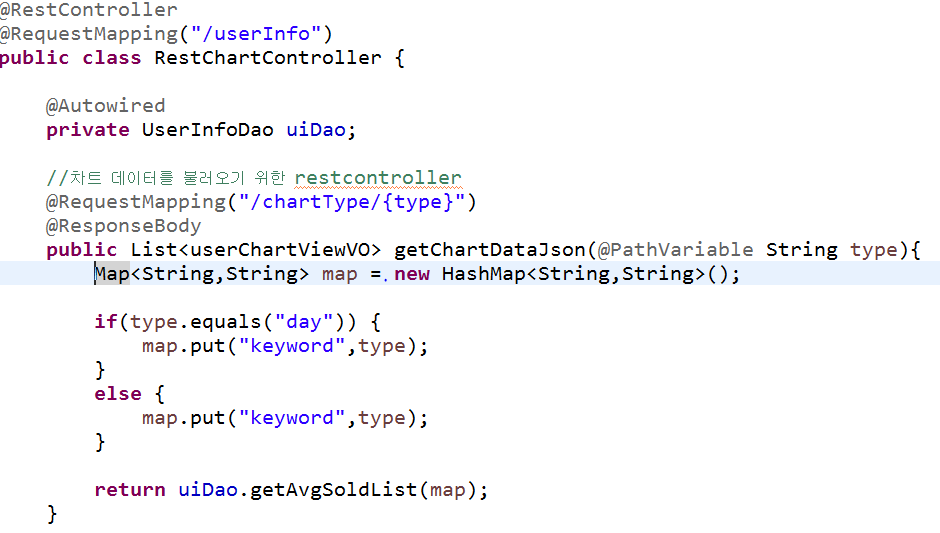 @RestController
@RequestMapping("/userInfo")
public class RestChartController {
@Autowired
private UserInfoDao uiDao;
//차트 데이터를 불러오기 위한 restcontroller
@RequestMapping("/chartType/{type}")
@ResponseBody
public List<userChartViewVO> getChartDataJson(@PathVariable String type){
Map<String,String> map = new HashMap<String,String>();
if(type.equals("day")) {
map.put("keyword",type);
}
else {
map.put("keyword",type);
}
return uiDao.getAvgSoldList(map);
}